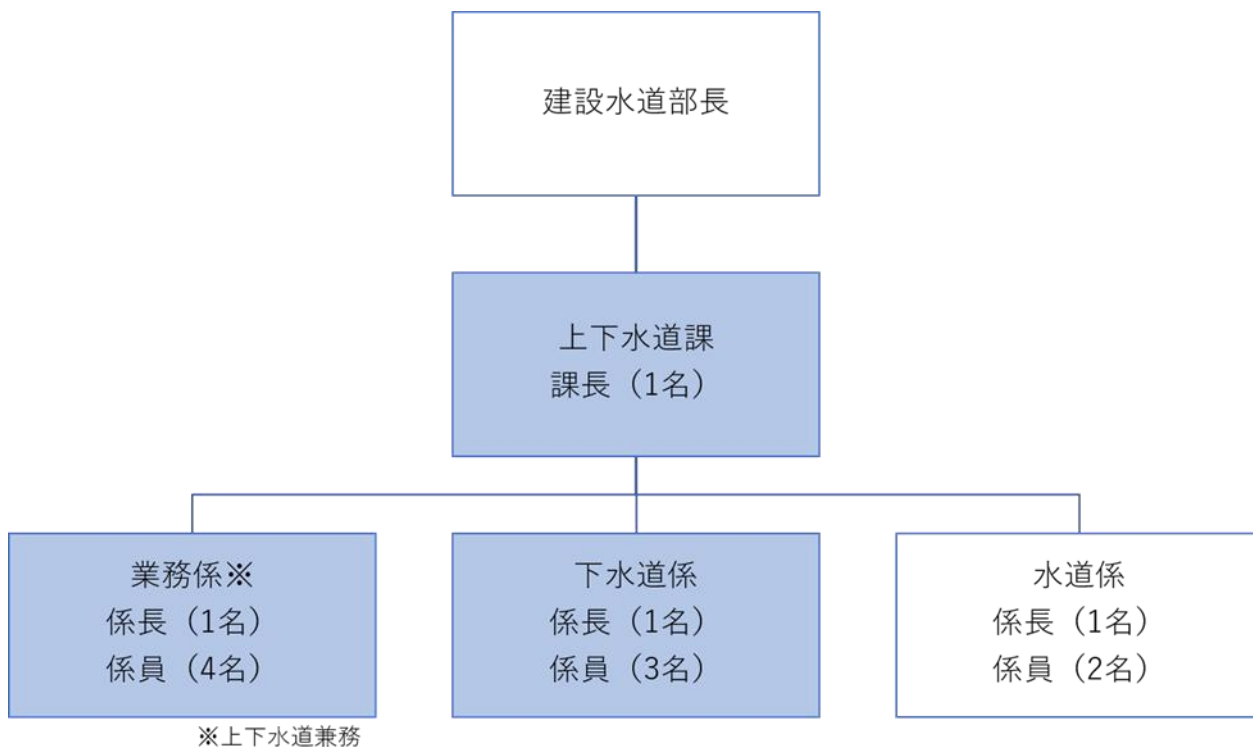 建設水道部長
上下水道課
課長（1名）
業務係※
係長（1名）
係員（4名）
※上下水道兼務
下水道係
係長（1名）
係員（3名）
水道係
係長（1名）
係員（2名）